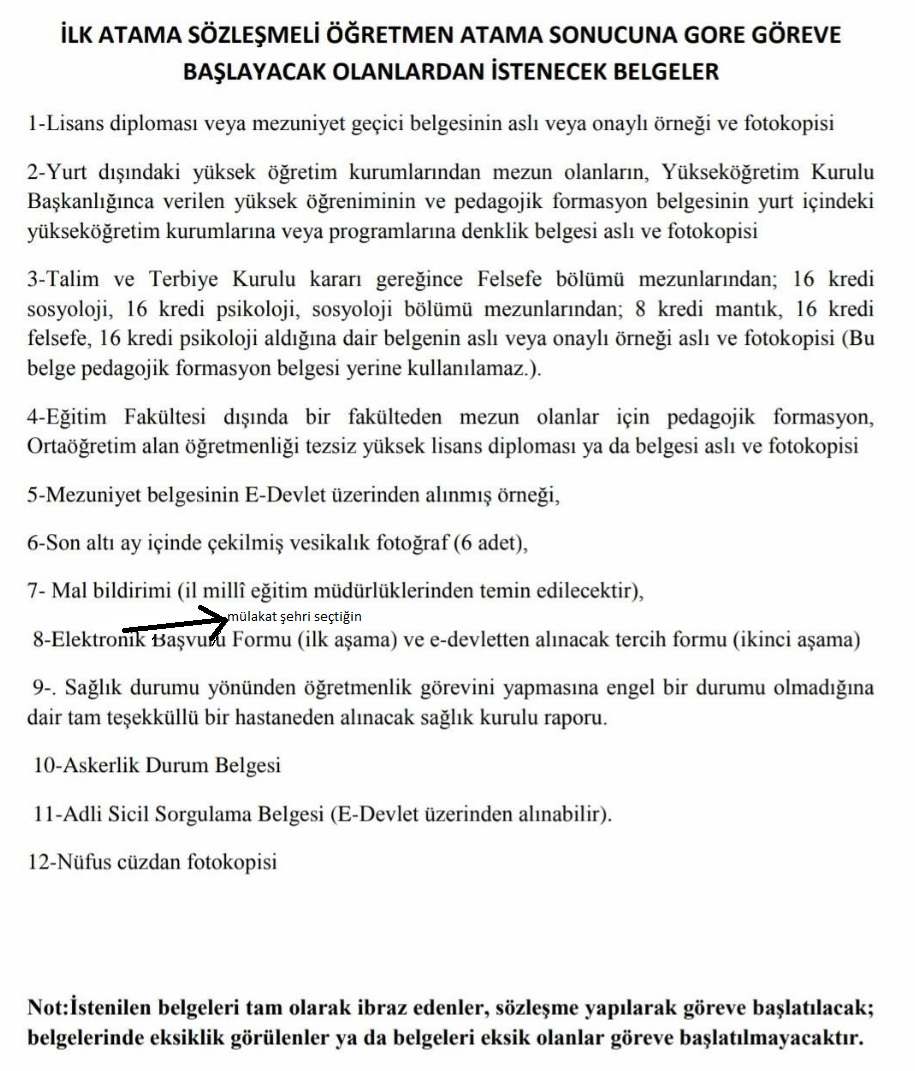 İLK ATAMA SÖZLEŞMELİ ÖĞRETMEN ATAMA SONUCUNA GORE GÖREVE
BAŞLAYACAK OLANLARDAN İSTENECEK BELGELER
1-Lisans diploması veya mezuniyet geçici belgesinin aslı veya onaylı örneği ve fotokopisi
2-Yurt dışındaki yüksek öğretim kurumlarından mezun olanların, Yükseköğretim Kurulu
Başkanlığınca verilen yüksek öğreniminin ve pedagojik formasyon belgesinin yurt içindeki
yükseköğretim kurumlarına veya programlarına denklik belgesi aslı ve fotokopisi
3-Talim ve Terbiye Kurulu kararı gereğince Felsefe bölümü mezunlarından; 16 kredi
sosyoloji, 16 kredi psikoloji, sosyoloji bölümü mezunlarından; 8 kredi mantık, 16 kredi
felsefe, 16 kredi psikoloji aldığına dair belgenin aslı veya onaylı örneği aslı ve fotokopisi (Bu
belge pedagojik formasyon belgesi yerine kullanılamaz.).
4-Eğitim Fakültesi dışında bir fakülteden mezun olanlar için pedagojik formasyon,
Ortaöğretim alan öğretmenliği tezsiz yüksek lisans diploması ya da belgesi aslı ve fotokopisi
5-Mezuniyet belgesinin E-Devlet üzerinden alınmış örneği,
6-Son altı ay içinde çekilmiş vesikalık fotoğraf (6 adet),
7- Mal bildirimi (il millî eğitim müdürlüklerinden temin edilecektir),
mülakat şehri seçtiğin
8-Elektronik Başvuru Formu (ilk aşama) ve e-devletten alınacak tercih formu (ikinci aşama)
9-. Sağlık durumu yönünden öğretmenlik görevini yapmasına engel bir durumu olmadığına
dair tam teşekküllü bir hastaneden alınacak sağlık kurulu raporu.
10-Askerlik Durum Belgesi
11-Adli Sicil Sorgulama Belgesi (E-Devlet üzerinden alınabilir).
12-Nüfus cüzdan fotokopisi
Not:İstenilen belgeleri tam olarak ibraz edenler, sözleşme yapılarak göreve başlatılacak;
belgelerinde eksiklik görülenler ya da belgeleri eksik olanlar göreve başlatılmayacaktır.